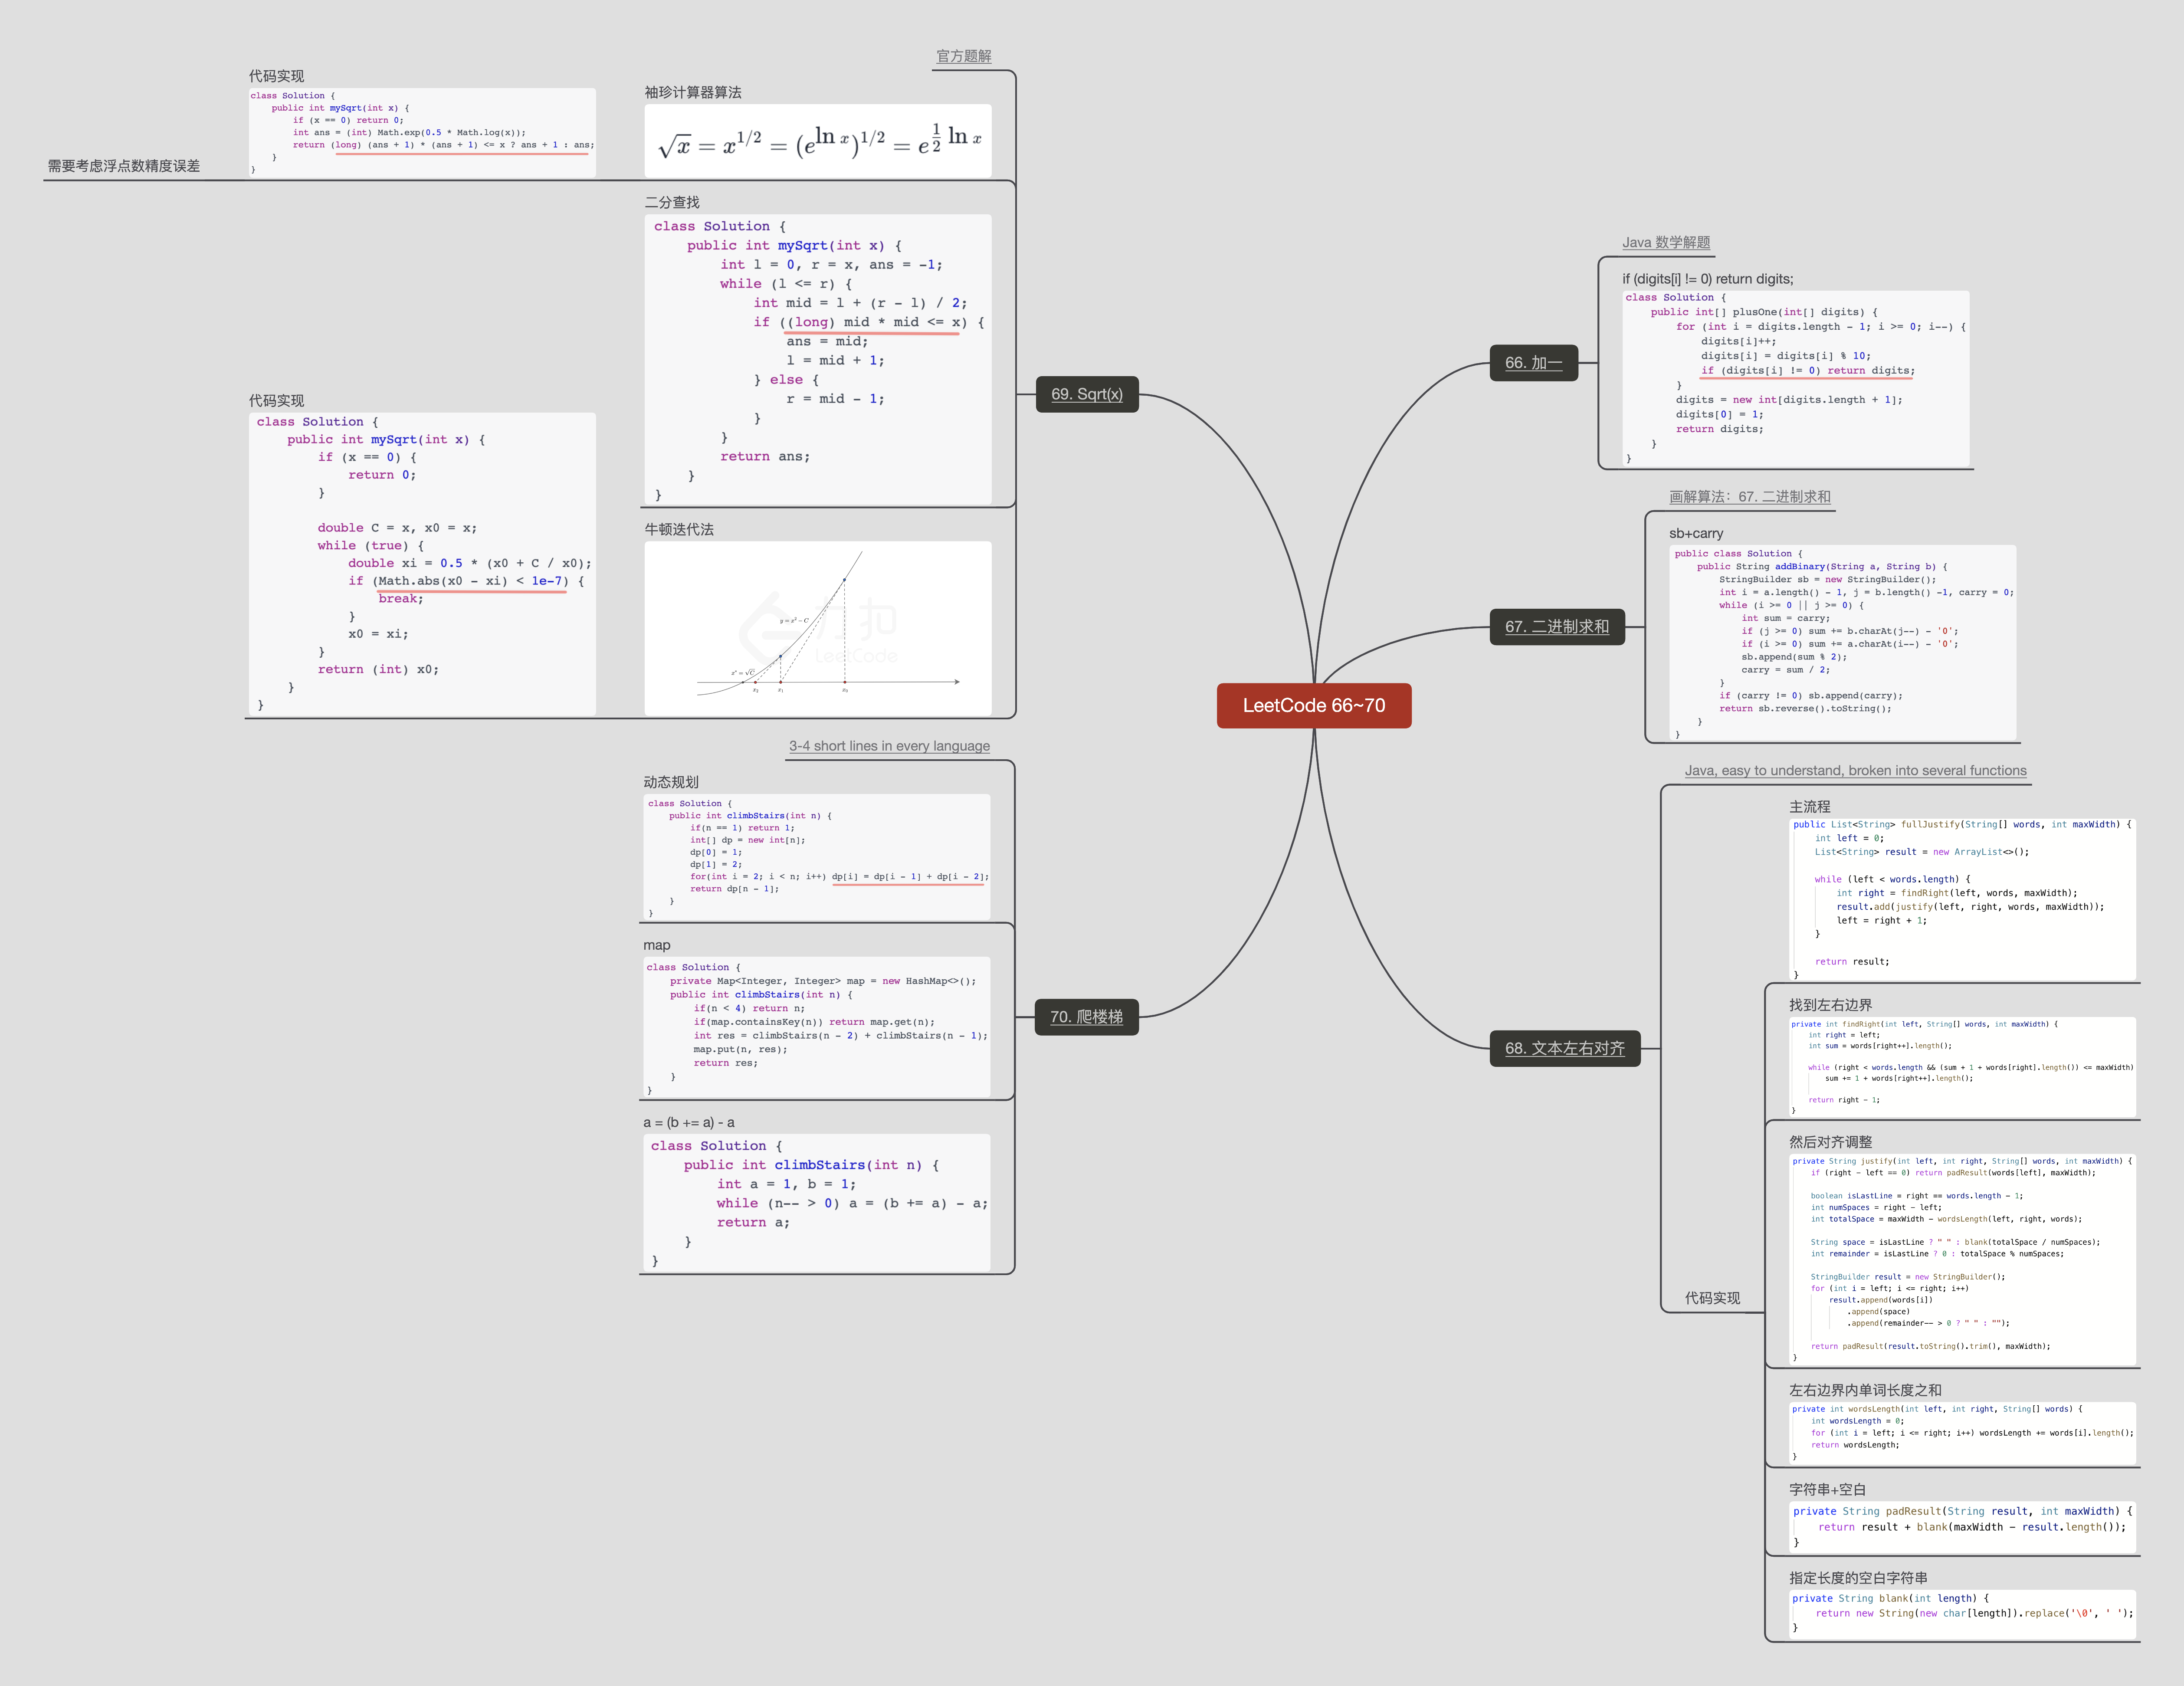 LeetCode 66~70
66. 加一
Java 数学解题
if (digits[i] != 0) return digits;
class Solution {
    public int[] plusOne(int[] digits) {
        for (int i = digits.length - 1; i >= 0; i--) {
            digits[i]++;
            digits[i] = digits[i] % 10;
            if (digits[i] != 0) return digits;
        }
        digits = new int[digits.length + 1];
        digits[0] = 1;
        return digits;
    }
}
67. 二进制求和
画解算法：67. 二进制求和
sb+carry
public class Solution {
    public String addBinary(String a, String b) {
        StringBuilder sb = new StringBuilder();
        int i = a.length() - 1, j = b.length() -1, carry = 0;
        while (i >= 0 || j >= 0) {
            int sum = carry;
            if (j >= 0) sum += b.charAt(j--) - '0';
            if (i >= 0) sum += a.charAt(i--) - '0';
            sb.append(sum % 2);
            carry = sum / 2;
        }
        if (carry != 0) sb.append(carry);
        return sb.reverse().toString();
    }
}
68. 文本左右对齐
Java, easy to understand, broken into several functions
代码实现
主流程
public List<String> fullJustify(String[] words, int maxWidth) {
    int left = 0;
    List<String> result = new ArrayList<>();
    while (left < words.length) {
        int right = findRight(left, words, maxWidth);
        result.add(justify(left, right, words, maxWidth));
        left = right + 1;
    }
    return result;
}
找到左右边界
private int findRight(int left, String[] words, int maxWidth) {
    int right = left;
    int sum = words[right++].length();
    while (right < words.length && (sum + 1 + words[right].length()) <= maxWidth)
        sum += 1 + words[right++].length();
    return right - 1;
}
然后对齐调整
private String justify(int left, int right, String[] words, int maxWidth) {
    if (right - left == 0) return padResult(words[left], maxWidth);
    boolean isLastLine = right == words.length - 1;
    int numSpaces = right - left;
    int totalSpace = maxWidth - wordsLength(left, right, words);
    String space = isLastLine ? " " : blank(totalSpace / numSpaces);
    int remainder = isLastLine ? 0 : totalSpace % numSpaces;
    StringBuilder result = new StringBuilder();
    for (int i = left; i <= right; i++)
        result.append(words[i])
            .append(space)
            .append(remainder-- > 0 ? " " : "");
    return padResult(result.toString().trim(), maxWidth);
}
左右边界内单词长度之和
private int wordsLength(int left, int right, String[] words) {
    int wordsLength = 0;
    for (int i = left; i <= right; i++) wordsLength += words[i].length();
    return wordsLength;
}
字符串+空白
private String padResult(String result, int maxWidth) {
    return result + blank(maxWidth - result.length());
}
指定长度的空白字符串
private String blank(int length) {
    return new String(new char[length]).replace('\0', ' ');
}
69. Sqrt(x)
官方题解
袖珍计算器算法
√x = x^{1/2} = (e^{ln x})^{1/2} = e^{\frac{1}{2} ln x}
代码实现
class Solution {
    public int mySqrt(int x) {
        if (x == 0) return 0;
        int ans = (int) Math.exp(0.5 * Math.log(x));
        return (long) (ans + 1) * (ans + 1) <= x ? ans + 1 : ans;
    }
}
需要考虑浮点数精度误差
二分查找
class Solution {
    public int mySqrt(int x) {
        int l = 0, r = x, ans = -1;
        while (l <= r) {
            int mid = l + (r - l) / 2;
            if ((long) mid * mid <= x) {
                ans = mid;
                l = mid + 1;
            } else {
                r = mid - 1;
            }
        }
        return ans;
    }
}
牛顿迭代法
力扣
LeetCode
y = x² − C
x* = √C
x₂ x₁ x₀
代码实现
class Solution {
    public int mySqrt(int x) {
        if (x == 0) {
            return 0;
        }
        double C = x, x0 = x;
        while (true) {
            double xi = 0.5 * (x0 + C / x0);
            if (Math.abs(x0 - xi) < 1e-7) {
                break;
            }
            x0 = xi;
        }
        return (int) x0;
    }
}
70. 爬楼梯
3-4 short lines in every language
动态规划
class Solution {
    public int climbStairs(int n) {
        if(n == 1) return 1;
        int[] dp = new int[n];
        dp[0] = 1;
        dp[1] = 2;
        for(int i = 2; i < n; i++) dp[i] = dp[i - 1] + dp[i - 2];
        return dp[n - 1];
    }
}
map
class Solution {
    private Map<Integer, Integer> map = new HashMap<>();
    public int climbStairs(int n) {
        if(n < 4) return n;
        if(map.containsKey(n)) return map.get(n);
        int res = climbStairs(n - 2) + climbStairs(n - 1);
        map.put(n, res);
        return res;
    }
}
a = (b += a) - a
class Solution {
    public int climbStairs(int n) {
        int a = 1, b = 1;
        while (n-- > 0) a = (b += a) - a;
        return a;
    }
}